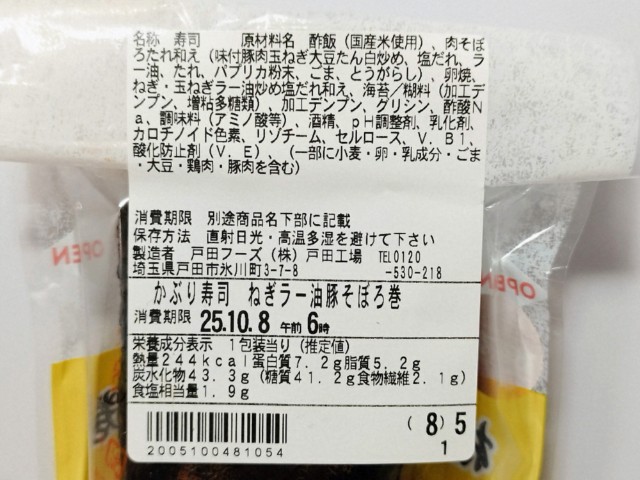 名称 寿司 原材料名 酢飯(国産米使用)、肉そぼ
ろたれ和え(味付豚肉玉ねぎ大豆たん白炒め、塩だれ、ラ
ー油、たれ、パプリカ粉末、ごま、とうがらし)、卵焼、
ねぎ・玉ねぎラー油炒め塩だれ和え、海苔/糊料(加工デ
ンプン、増粘多糖類)、加工デンプン、グリシン、酢酸N
a、調味料(アミノ酸等)、酒精、pH調整剤、乳化剤、
カロチノイド色素、リゾチーム、セルロース、V.B1、
酸化防止剤(V.E)、(一部に小麦・卵・乳成分・ごま
・大豆・鶏肉・豚肉を含む)
消費期限 別途商品名下部に記載
保存方法 直射日光・高温多湿を避けて下さい
製造者 戸田フーズ(株)戸田工場 TEL0120
埼玉県戸田市氷川町3-7-8 -530-218
かぶり寿司 ねぎラー油豚そぼろ巻
消費期限 25.10.8 午前6時
栄養成分表示 1包装当り(推定値)
熱量244kcal蛋白質7.2g脂質5.2g
炭水化物43.3g(糖質41.2g食物繊維2.1g)
食塩相当量1.9g
(8)5
2005100481054 1
OPEN
OPEN